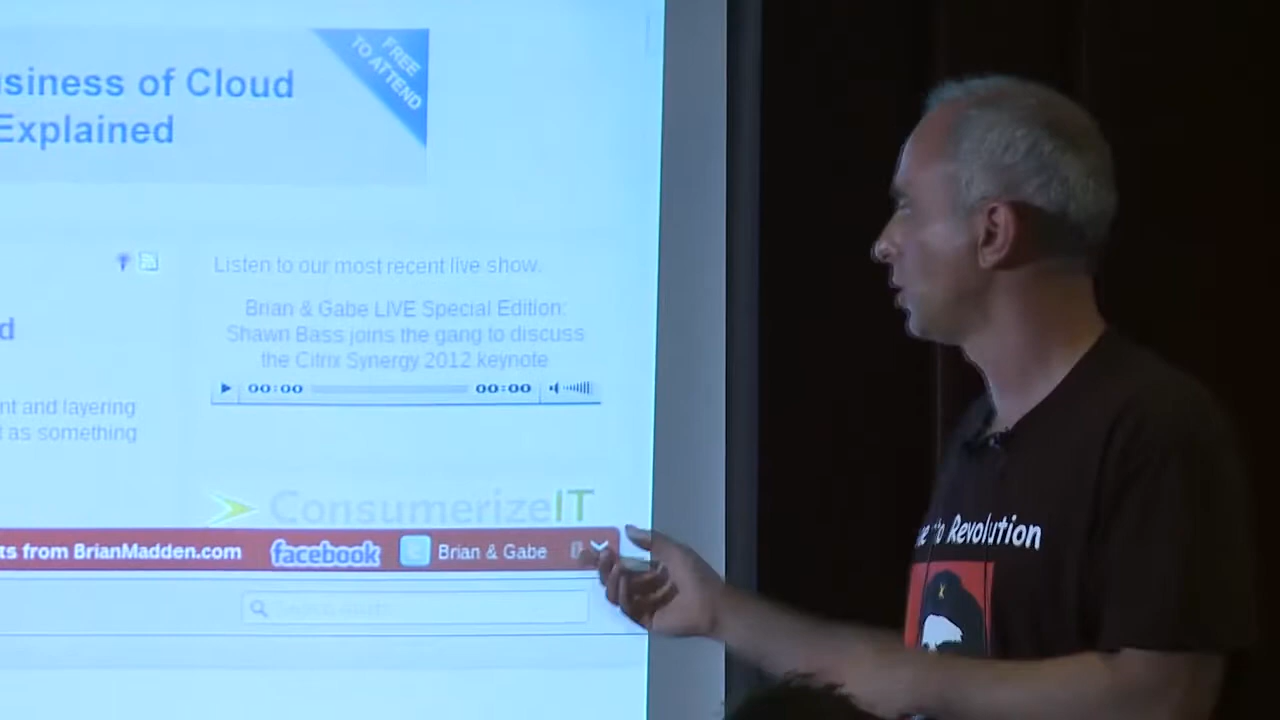 siness of Cloud
Explained
FREE
TO ATTEND
Listen to our most recent live show.
Brian & Gabe LIVE Special Edition:
Shawn Bass joins the gang to discuss
the Citrix Synergy 2012 keynote
00:00 00:00
d
nt and layering
t as something
ConsumerizeIT
ts from BrianMadden.com facebook Brian & Gabe
to Revolution